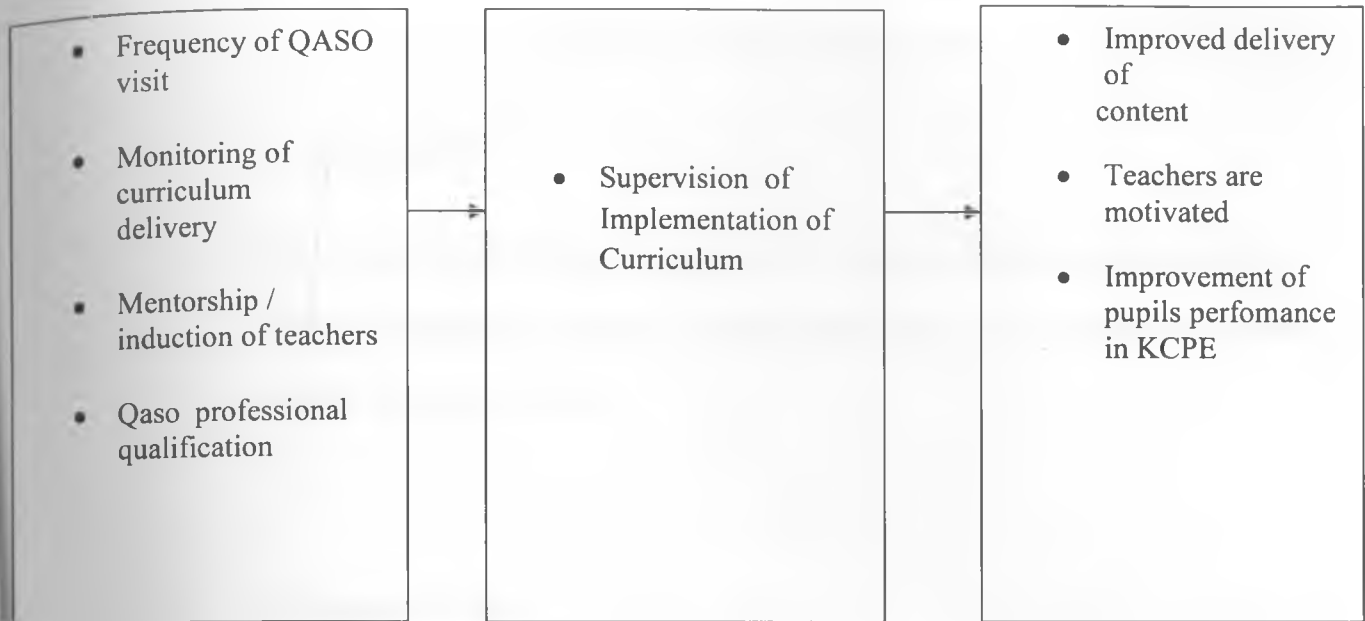 ▪ Frequency of QASO
visit
▪ Monitoring of
curriculum
delivery
▪ Mentorship /
induction of teachers
▪ Qaso professional
qualification
• Supervision of
Implementation of
Curriculum
• Improved delivery
of
content
• Teachers are
motivated
• Improvement of
pupils perfomance
in KCPE